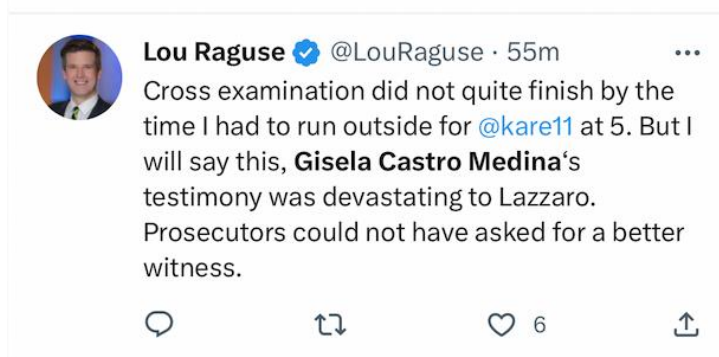 Lou Raguse @LouRaguse · 55m
Cross examination did not quite finish by the
time I had to run outside for @kare11 at 5. But I
will say this, Gisela Castro Medina‘s
testimony was devastating to Lazzaro.
Prosecutors could not have asked for a better
witness.
6